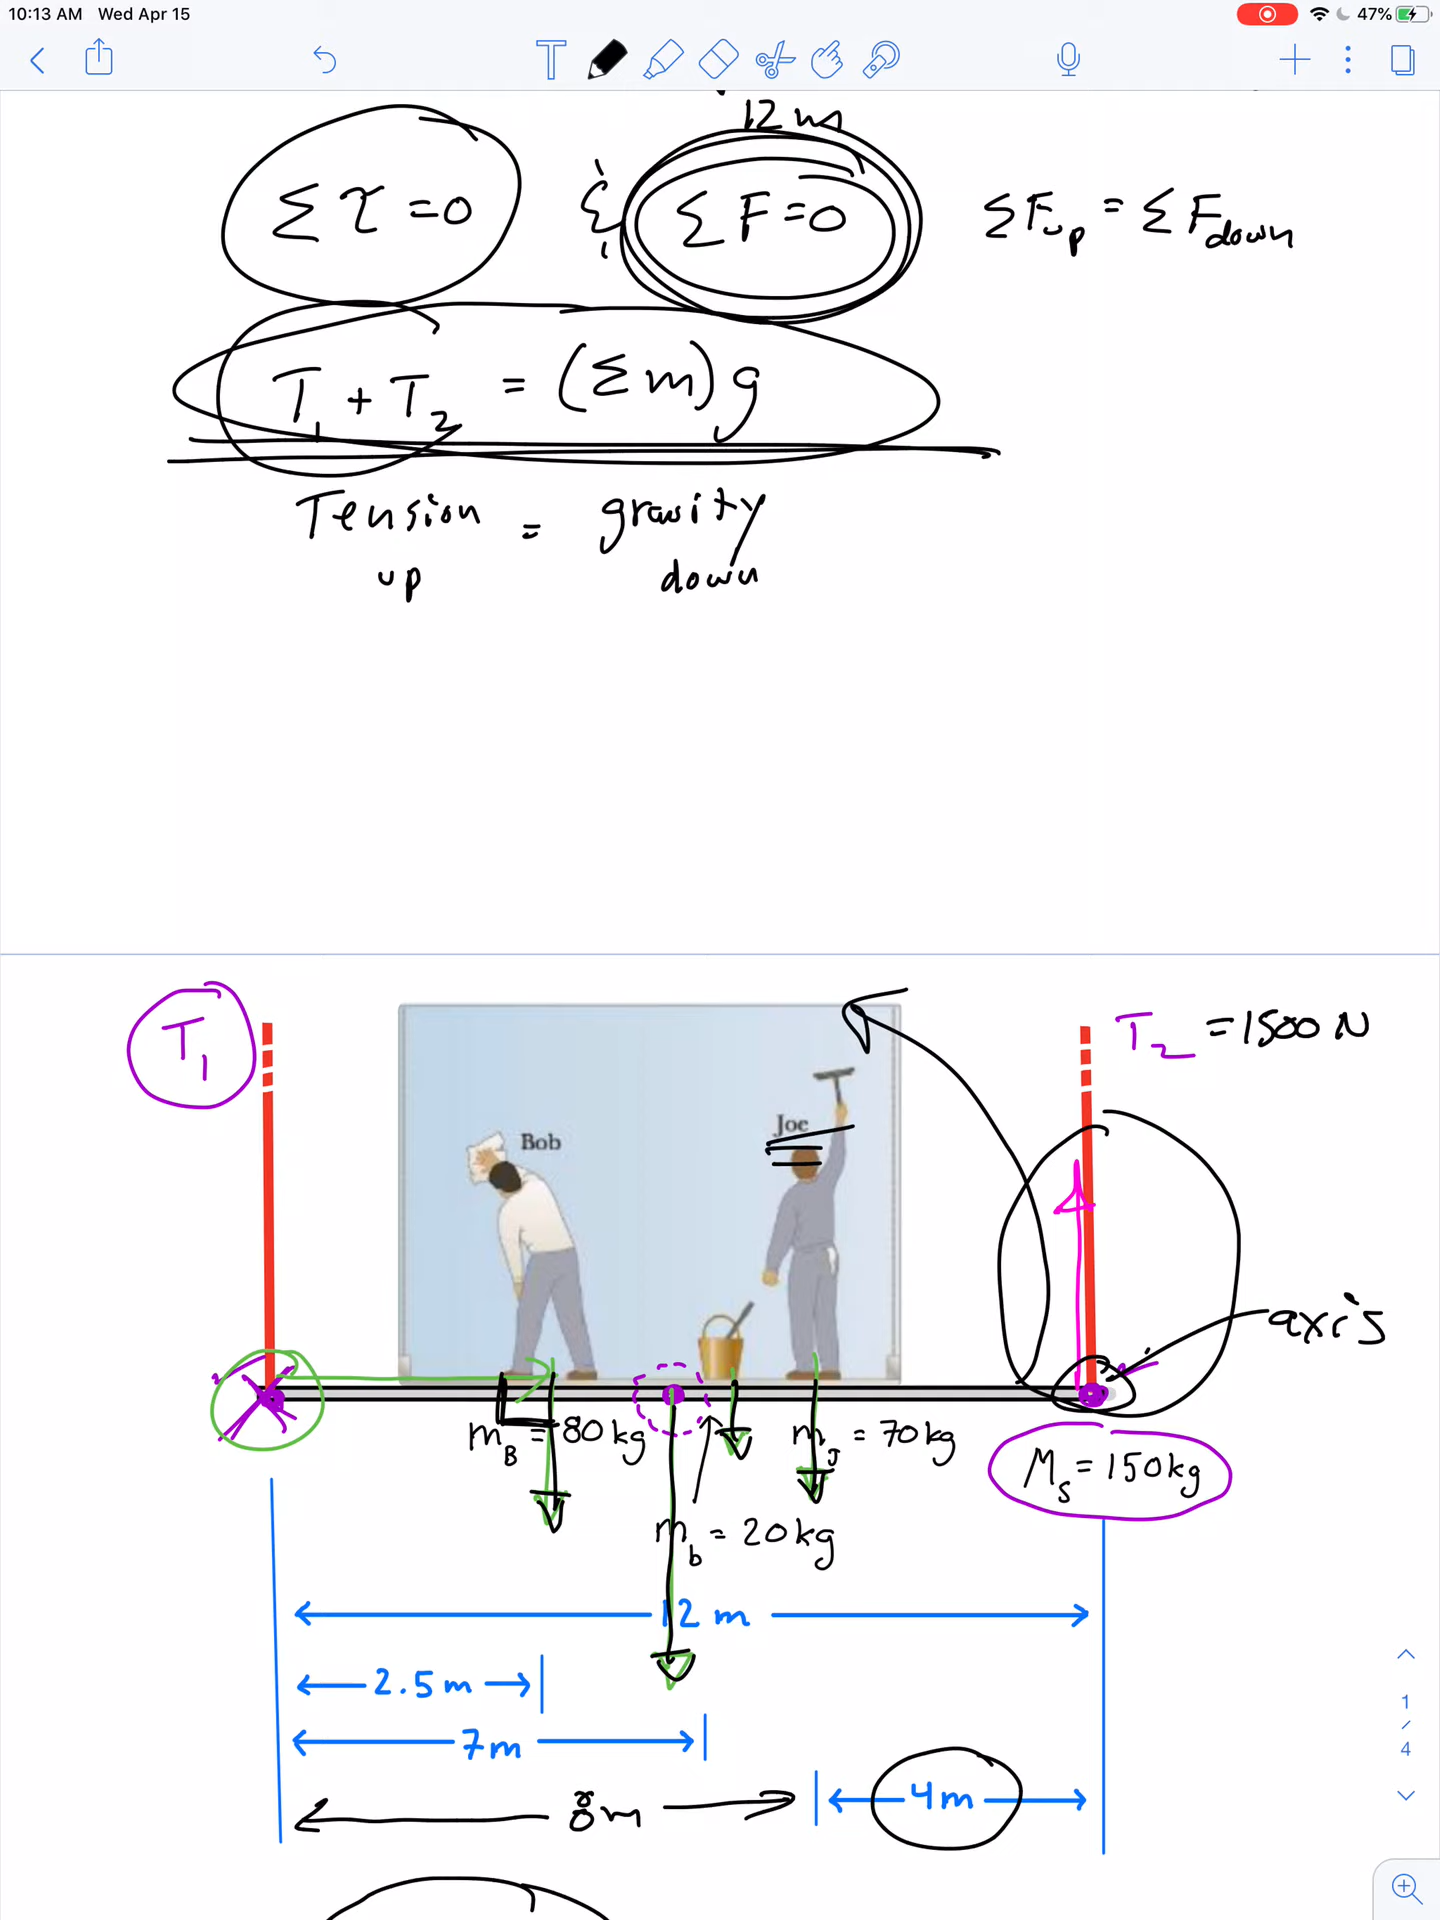 10:13 AM Wed Apr 15
47%
12 m
Στ=0 & ΣF=0 ΣFup = ΣFdown
T1 + T2 = (Σm)g
Tension = gravity
up down
T1
T2 = 1500 N
Joe
Bob
axis
mB = 80 kg
mJ = 70 kg
Ms = 150 kg
mb = 20 kg
12 m
2.5 m
7 m
8 m
4 m
1
/
4